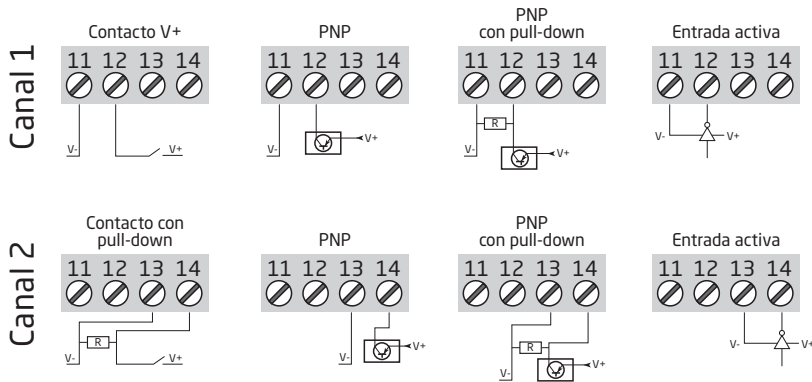 Canal 1
Contacto V+
11 12 13 14
V-
V+
PNP
11 12 13 14
V-
V+
PNP
con pull-down
11 12 13 14
R
V-
V+
Entrada activa
11 12 13 14
V-
V+
Canal 2
Contacto con
pull-down
11 12 13 14
R
V-
V+
PNP
11 12 13 14
V-
V+
PNP
con pull-down
11 12 13 14
R
V-
V+
Entrada activa
11 12 13 14
V-
V+